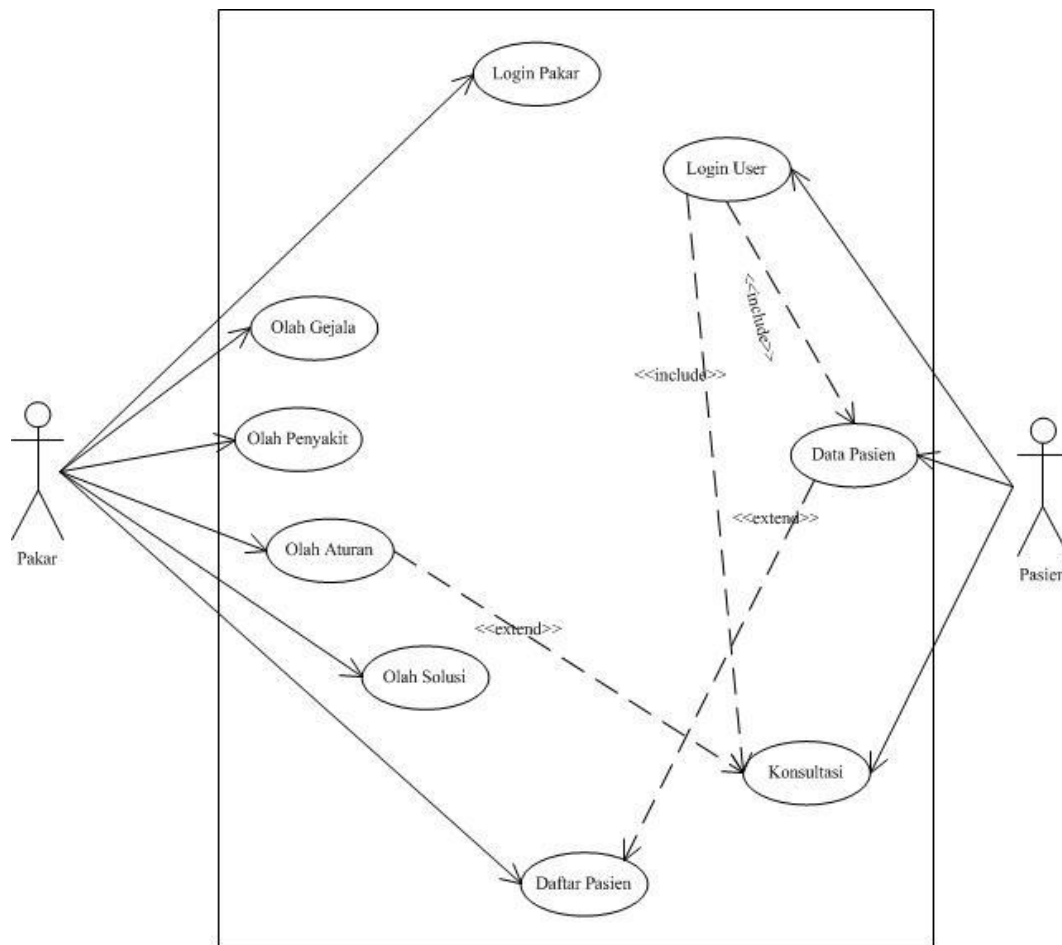 Login Pakar
Login User
<<include>>
Olah Gejala
<<include>>
Olah Penyakit
Data Pasien
<<extend>>
Olah Aturan
Pakar
Pasien
<<extend>>
Olah Solusi
Konsultasi
Daftar Pasien